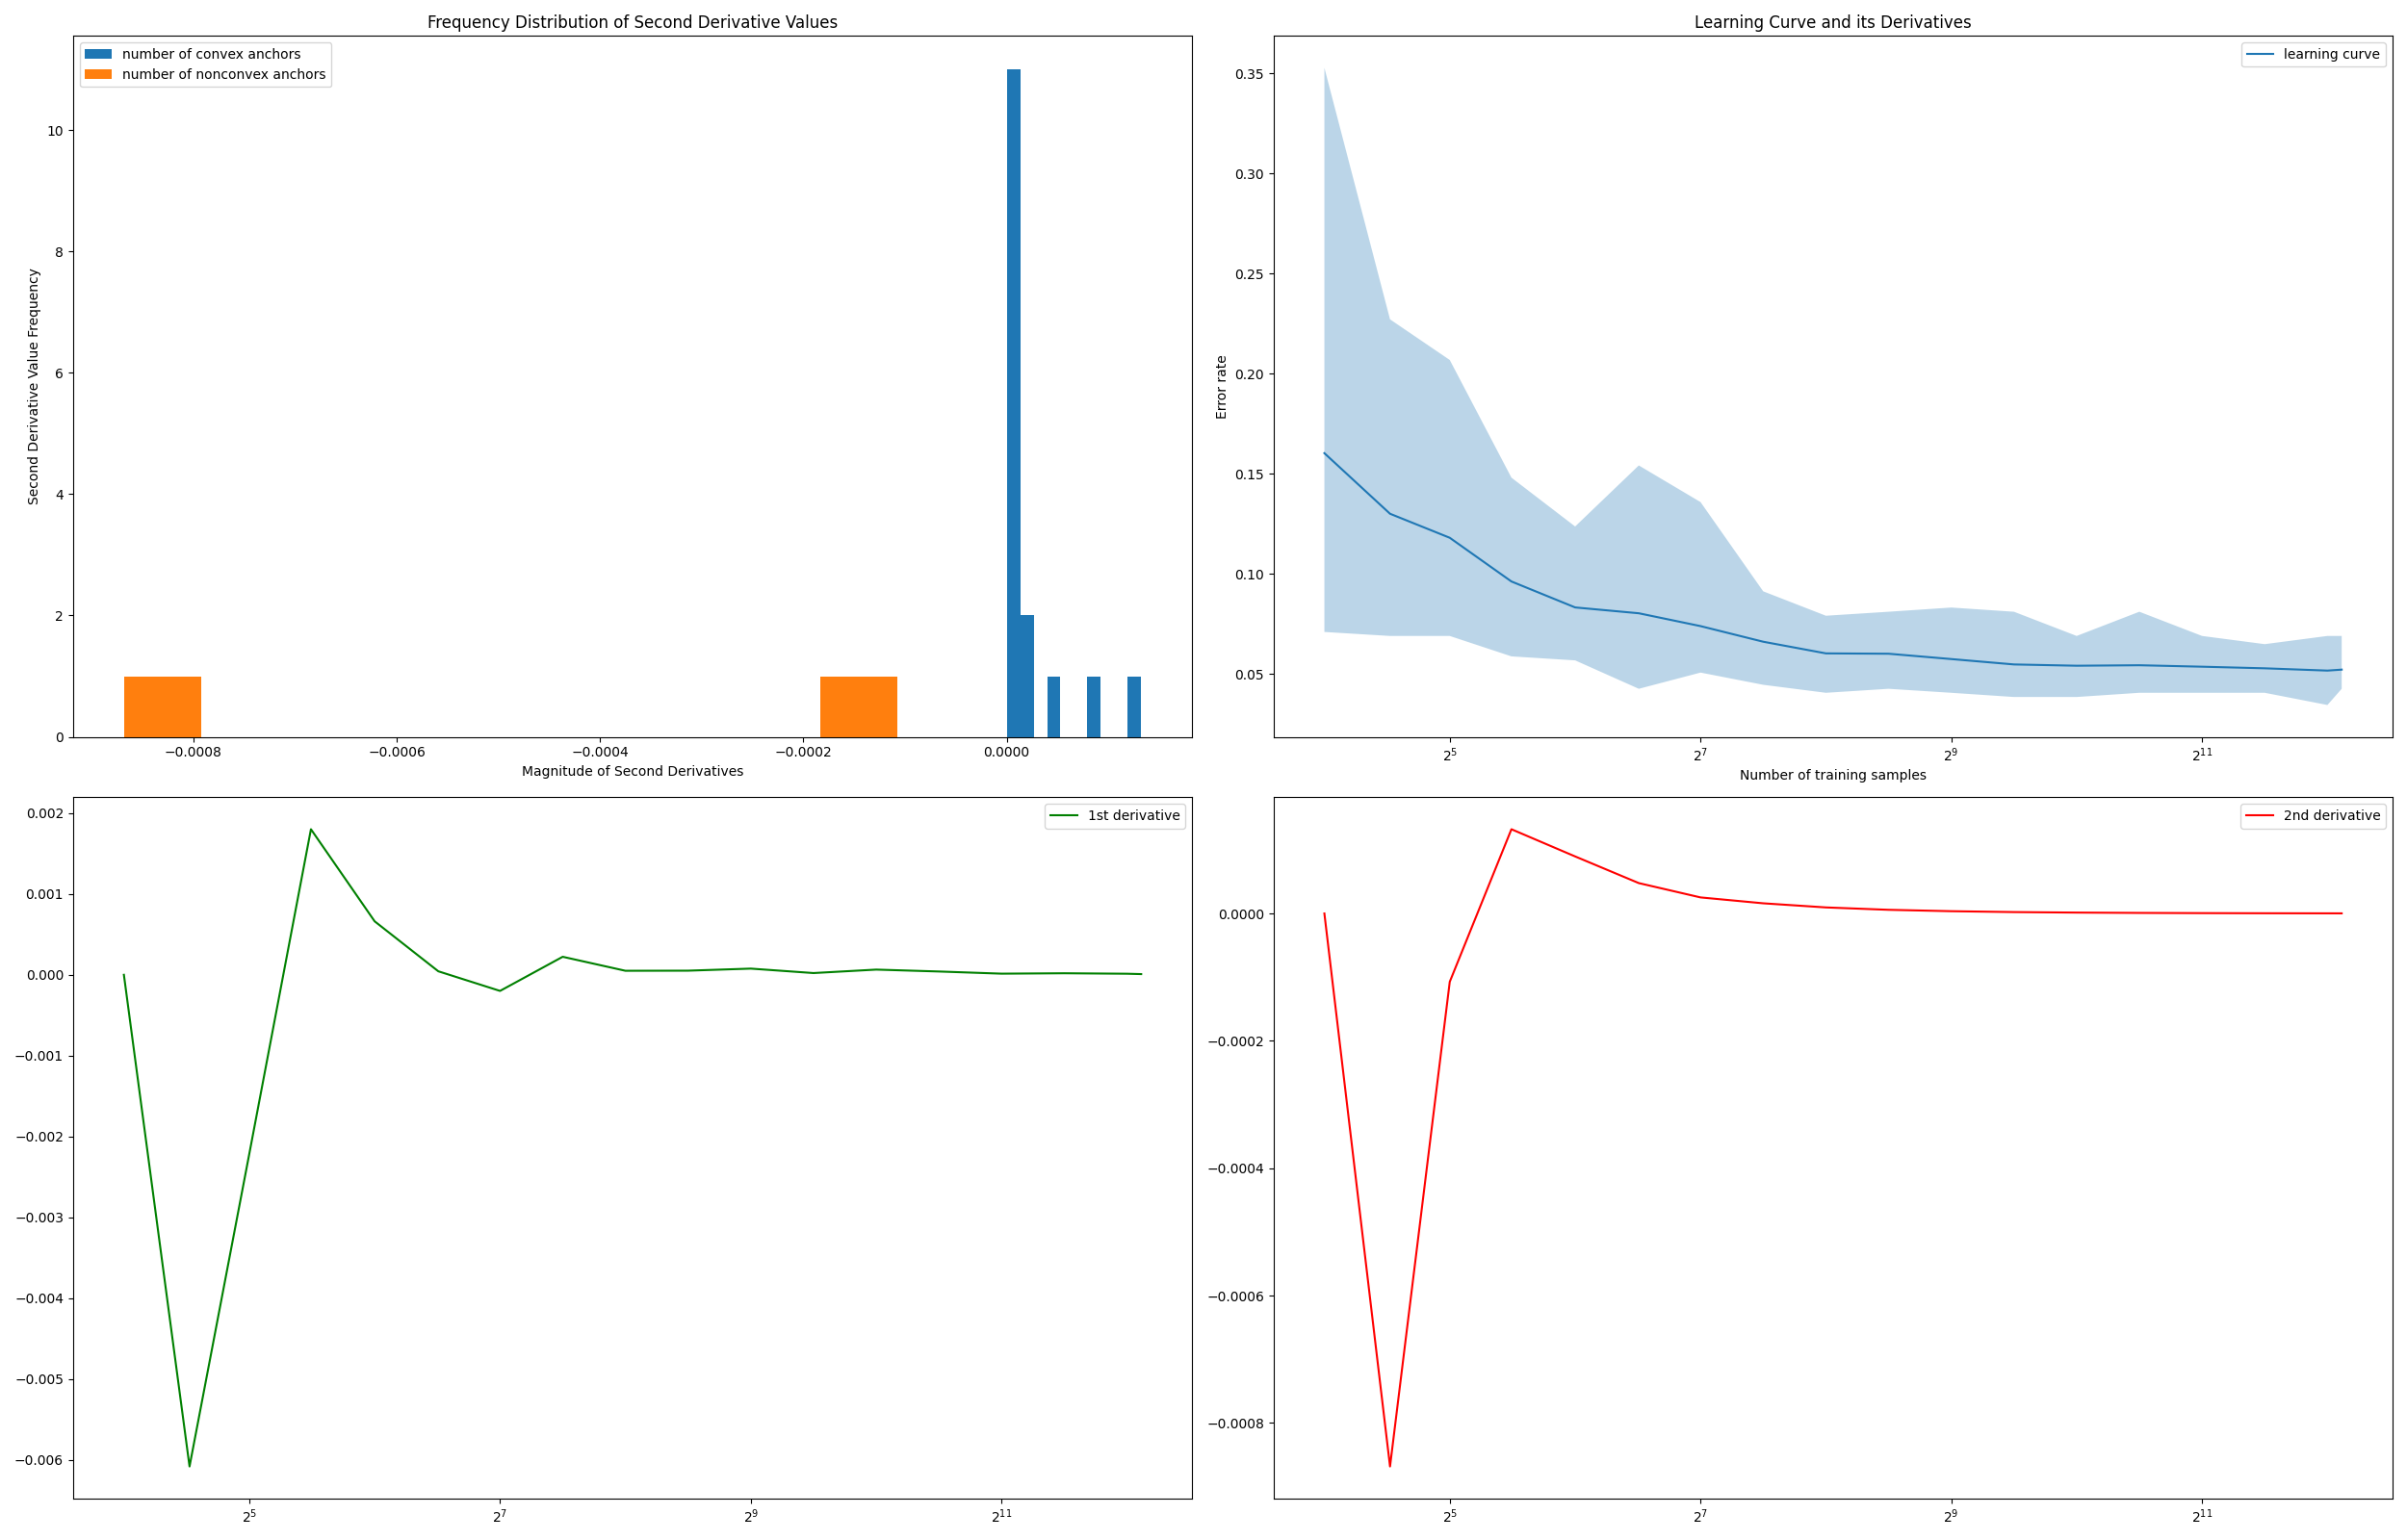 Frequency Distribution of Second Derivative Values
number of convex anchors
number of nonconvex anchors
Second Derivative Value Frequency
10
8
6
4
2
0
−0.0008 −0.0006 −0.0004 −0.0002 0.0000
Magnitude of Second Derivatives
Learning Curve and its Derivatives
learning curve
Error rate
0.35
0.30
0.25
0.20
0.15
0.10
0.05
2^5 2^7 2^9 2^11
Number of training samples
1st derivative
0.002
0.001
0.000
−0.001
−0.002
−0.003
−0.004
−0.005
−0.006
2^5 2^7 2^9 2^11
2nd derivative
0.0000
−0.0002
−0.0004
−0.0006
−0.0008
2^5 2^7 2^9 2^11